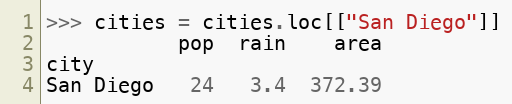 1 >>> cities = cities.loc[["San Diego"]]
2            pop  rain    area
3 city
4 San Diego   24   3.4  372.39